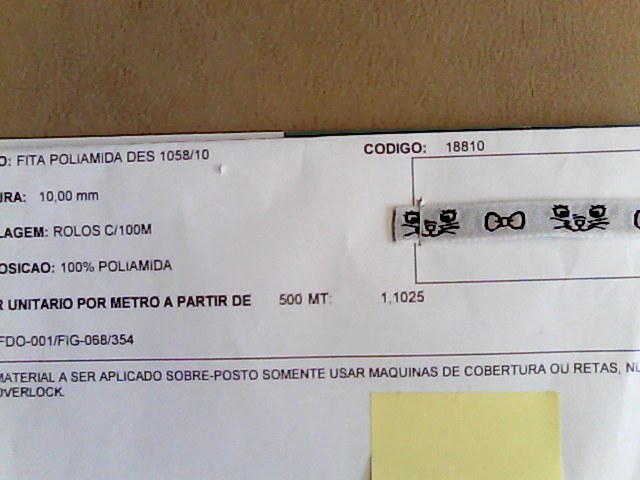 O: FITA POLIAMIDA DES 1058/10
CODIGO: 18810
URA: 10,00 mm
LAGEM: ROLOS C/100M
OSICAO: 100% POLIAMIDA
R UNITARIO POR METRO A PARTIR DE 500 MT: 1,1025
FDO-001/FIG-068/354
MATERIAL A SER APLICADO SOBRE-POSTO SOMENTE USAR MAQUINAS DE COBERTURA OU RETAS, NU
OVERLOCK